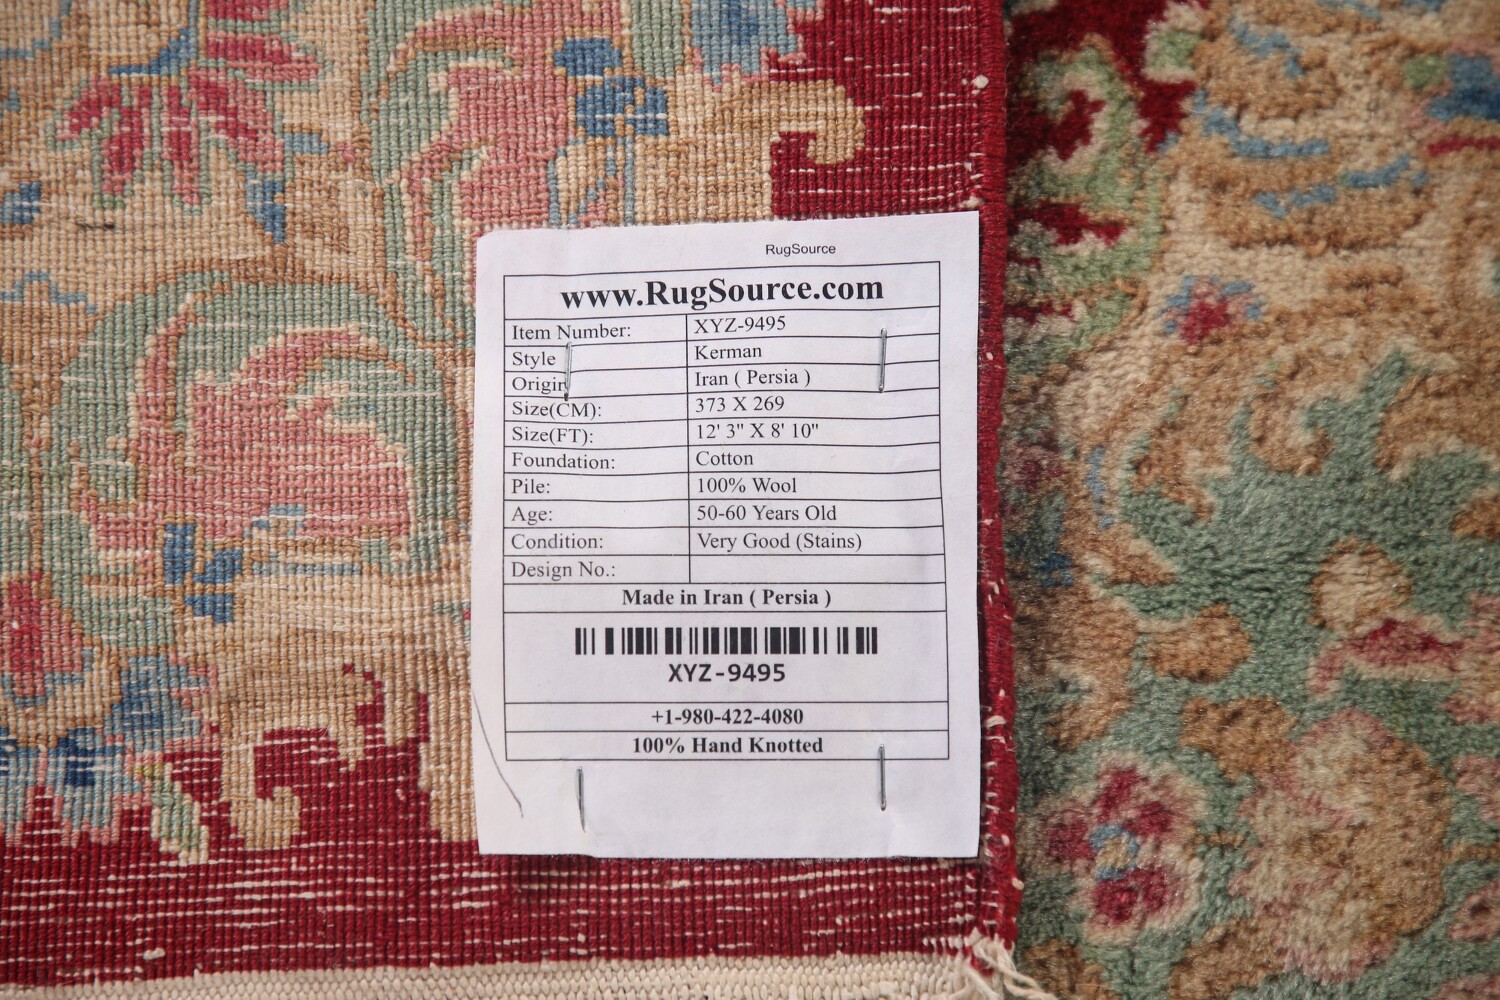 RugSource
www.RugSource.com
Item Number: XYZ-9495
Style Kerman
Origin Iran ( Persia )
Size(CM): 373 X 269
Size(FT): 12' 3" X 8' 10"
Foundation: Cotton
Pile: 100% Wool
Age: 50-60 Years Old
Condition: Very Good (Stains)
Design No.:
Made in Iran ( Persia )
XYZ-9495
+1-980-422-4080
100% Hand Knotted